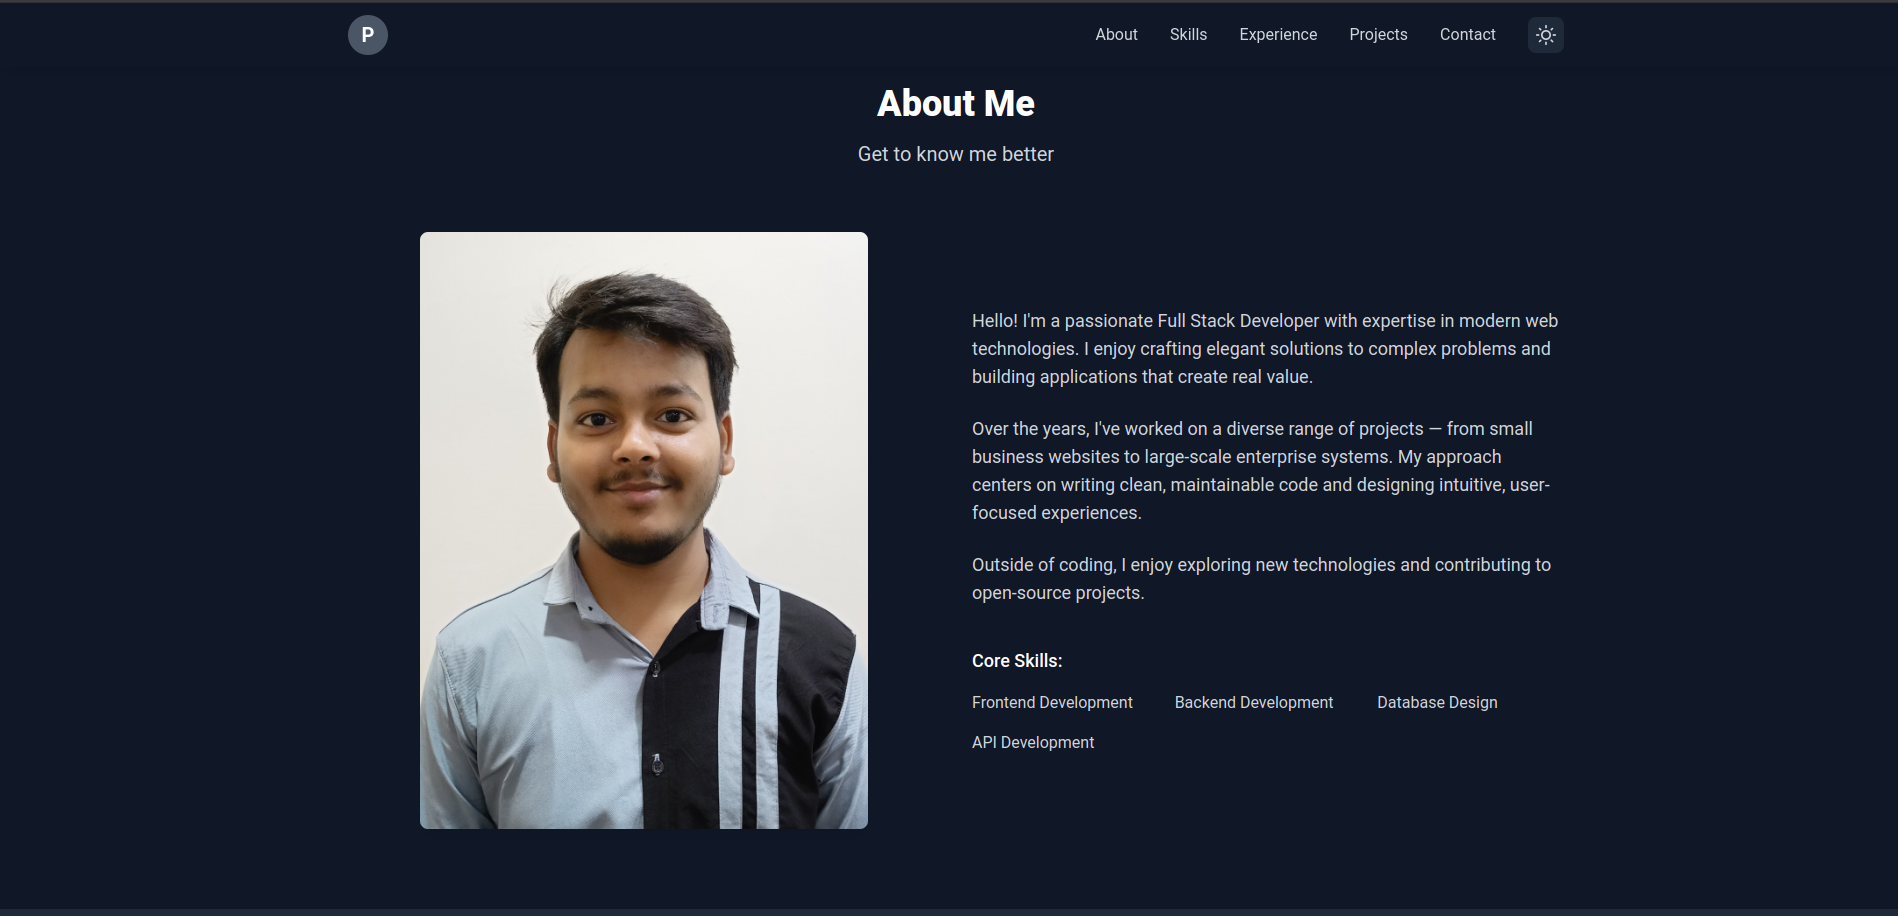 P
About Skills Experience Projects Contact
About Me
Get to know me better
Hello! I'm a passionate Full Stack Developer with expertise in modern web
technologies. I enjoy crafting elegant solutions to complex problems and
building applications that create real value.
Over the years, I've worked on a diverse range of projects — from small
business websites to large-scale enterprise systems. My approach
centers on writing clean, maintainable code and designing intuitive, user-
focused experiences.
Outside of coding, I enjoy exploring new technologies and contributing to
open-source projects.
Core Skills:
Frontend Development Backend Development Database Design
API Development